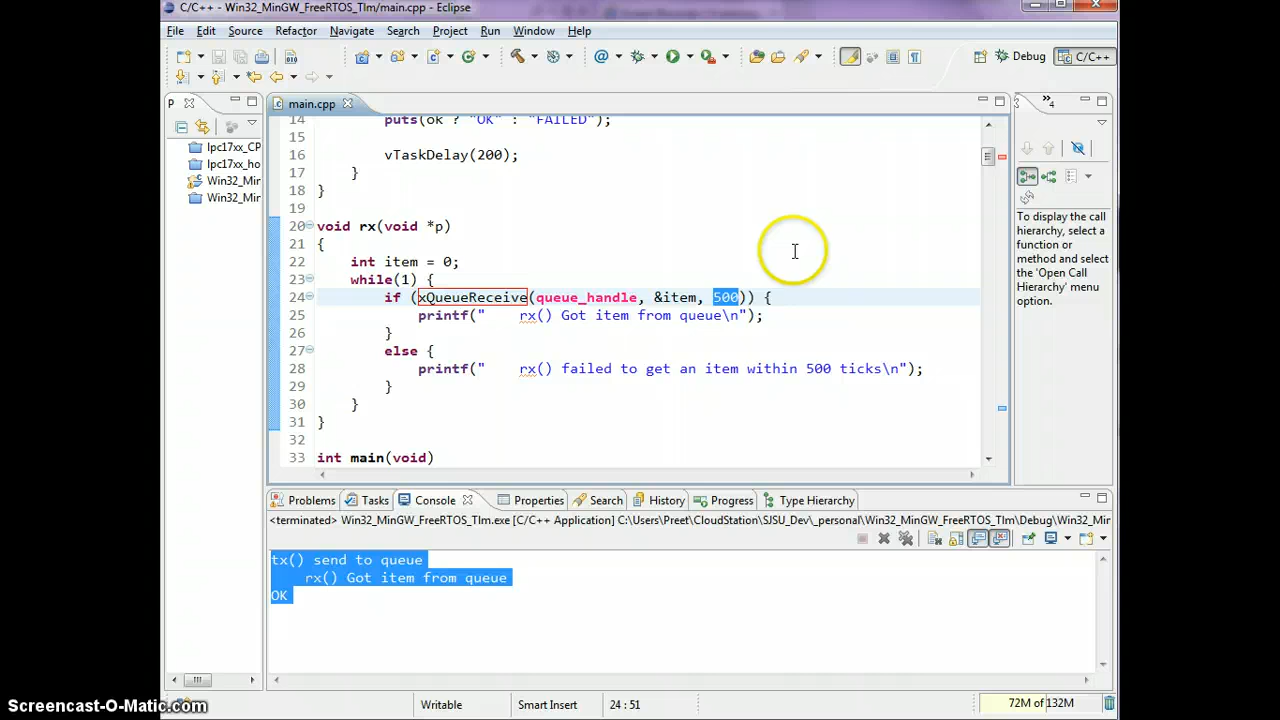 C/C++ - Win32_MinGW_FreeRTOS_Tlm/main.cpp - Eclipse
File Edit Source Refactor Navigate Search Project Run Window Help
Debug C/C++
P main.cpp 4
14 puts(ok ? "OK" : "FAILED");
15
16 vTaskDelay(200);
17 }
18 }
19
20 void rx(void *p)
21 {
22 int item = 0;
23 while(1) {
24 if (xQueueReceive(queue_handle, &item, 500)) {
25 printf(" rx() Got item from queue\n");
26 }
27 else {
28 printf(" rx() failed to get an item within 500 ticks\n");
29 }
30 }
31 }
32
33 int main(void)
lpc17xx_CP
lpc17xx_ho
Win32_Min
Win32_Min
To display the call
hierarchy, select a
function or
method and select
the 'Open Call
Hierarchy' menu
option.
Problems Tasks Console Properties Search History Progress Type Hierarchy
<terminated> Win32_MinGW_FreeRTOS_Tlm.exe [C/C++ Application] C:\Users\Preet\CloudStation\SJSU_Dev\_personal\Win32_MinGW_FreeRTOS_Tlm\Debug\Win32_Mir
tx() send to queue
rx() Got item from queue
OK
Writable Smart Insert 24 : 51 72M of 132M
Screencast-O-Matic.com